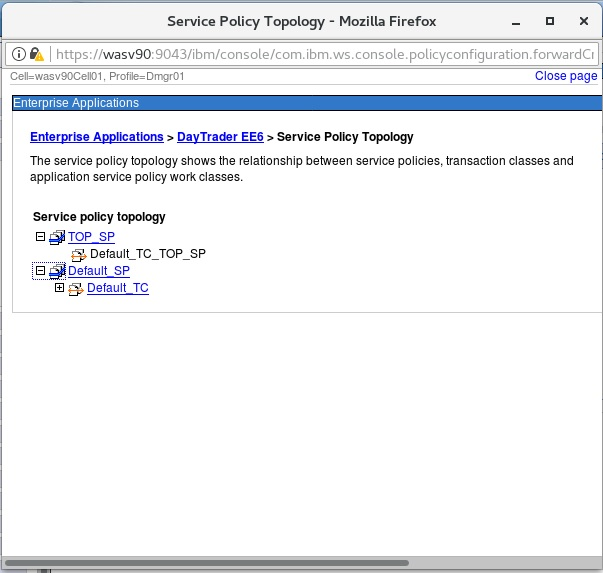 Service Policy Topology - Mozilla Firefox
https://wasv90:9043/ibm/console/com.ibm.ws.console.policyconfiguration.forwardCr
Cell=wasv90Cell01, Profile=Dmgr01
Close page
Enterprise Applications
Enterprise Applications > DayTrader EE6 > Service Policy Topology
The service policy topology shows the relationship between service policies, transaction classes and
application service policy work classes.
Service policy topology
TOP_SP
Default_TC_TOP_SP
Default_SP
Default_TC